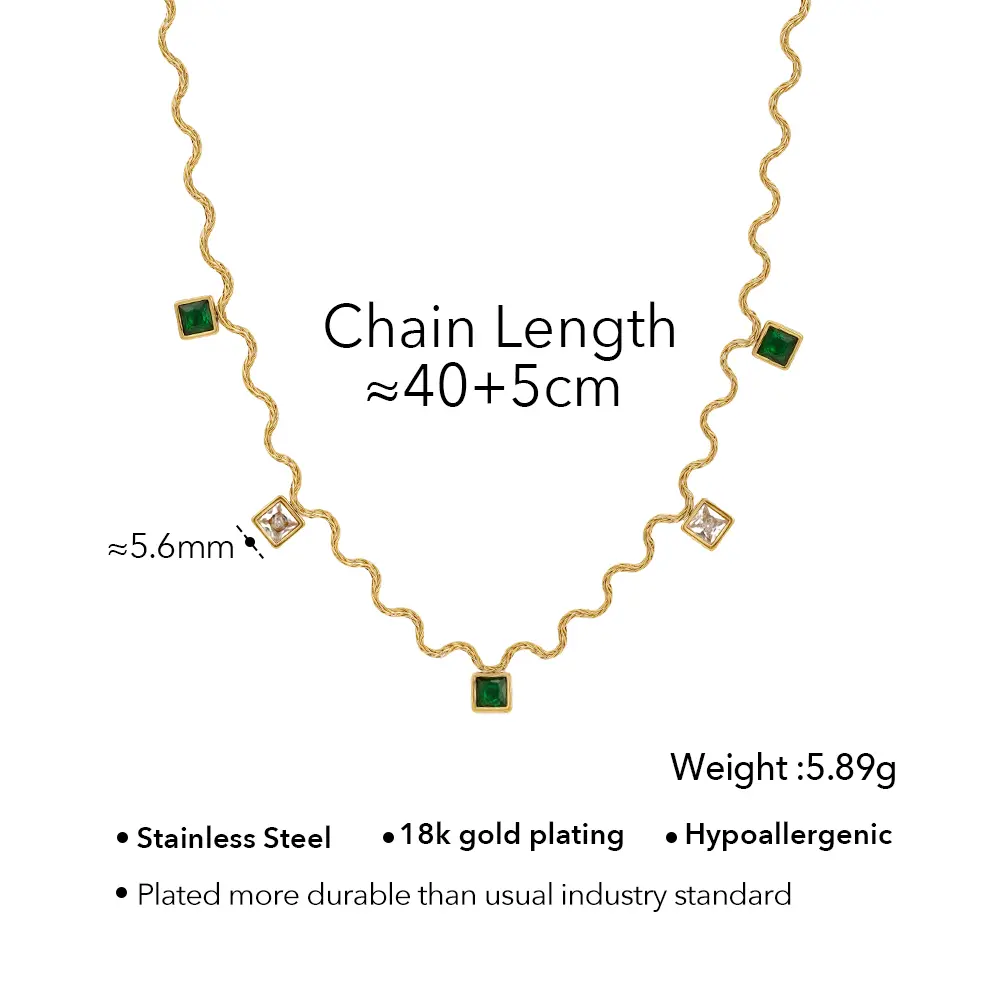 Chain Length
≈40+5cm
≈5.6mm
Weight :5.89g
• Stainless Steel
• 18k gold plating
• Hypoallergenic
• Plated more durable than usual industry standard